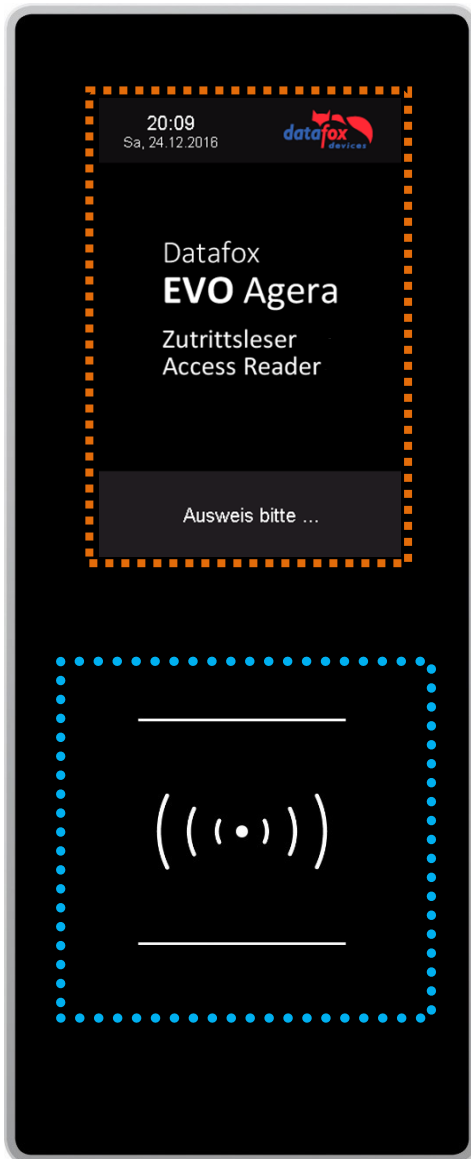 20:09
Sa, 24.12.2016
datafox
devices
Datafox
EVO Agera
Zutrittsleser
Access Reader
Ausweis bitte ...